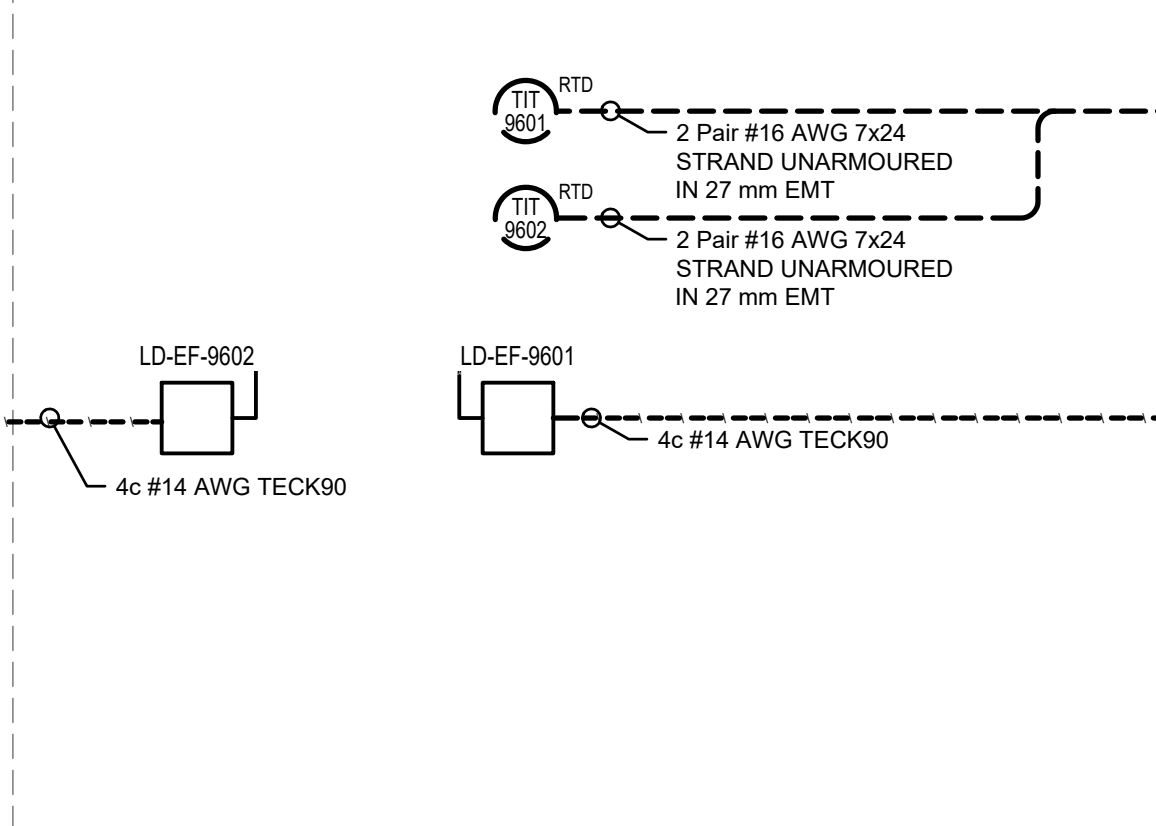 RTD
TIT
9601
2 Pair #16 AWG 7x24
STRAND UNARMOURED
IN 27 mm EMT
RTD
TIT
9602
2 Pair #16 AWG 7x24
STRAND UNARMOURED
IN 27 mm EMT
LD-EF-9602
LD-EF-9601
4c #14 AWG TECK90
4c #14 AWG TECK90